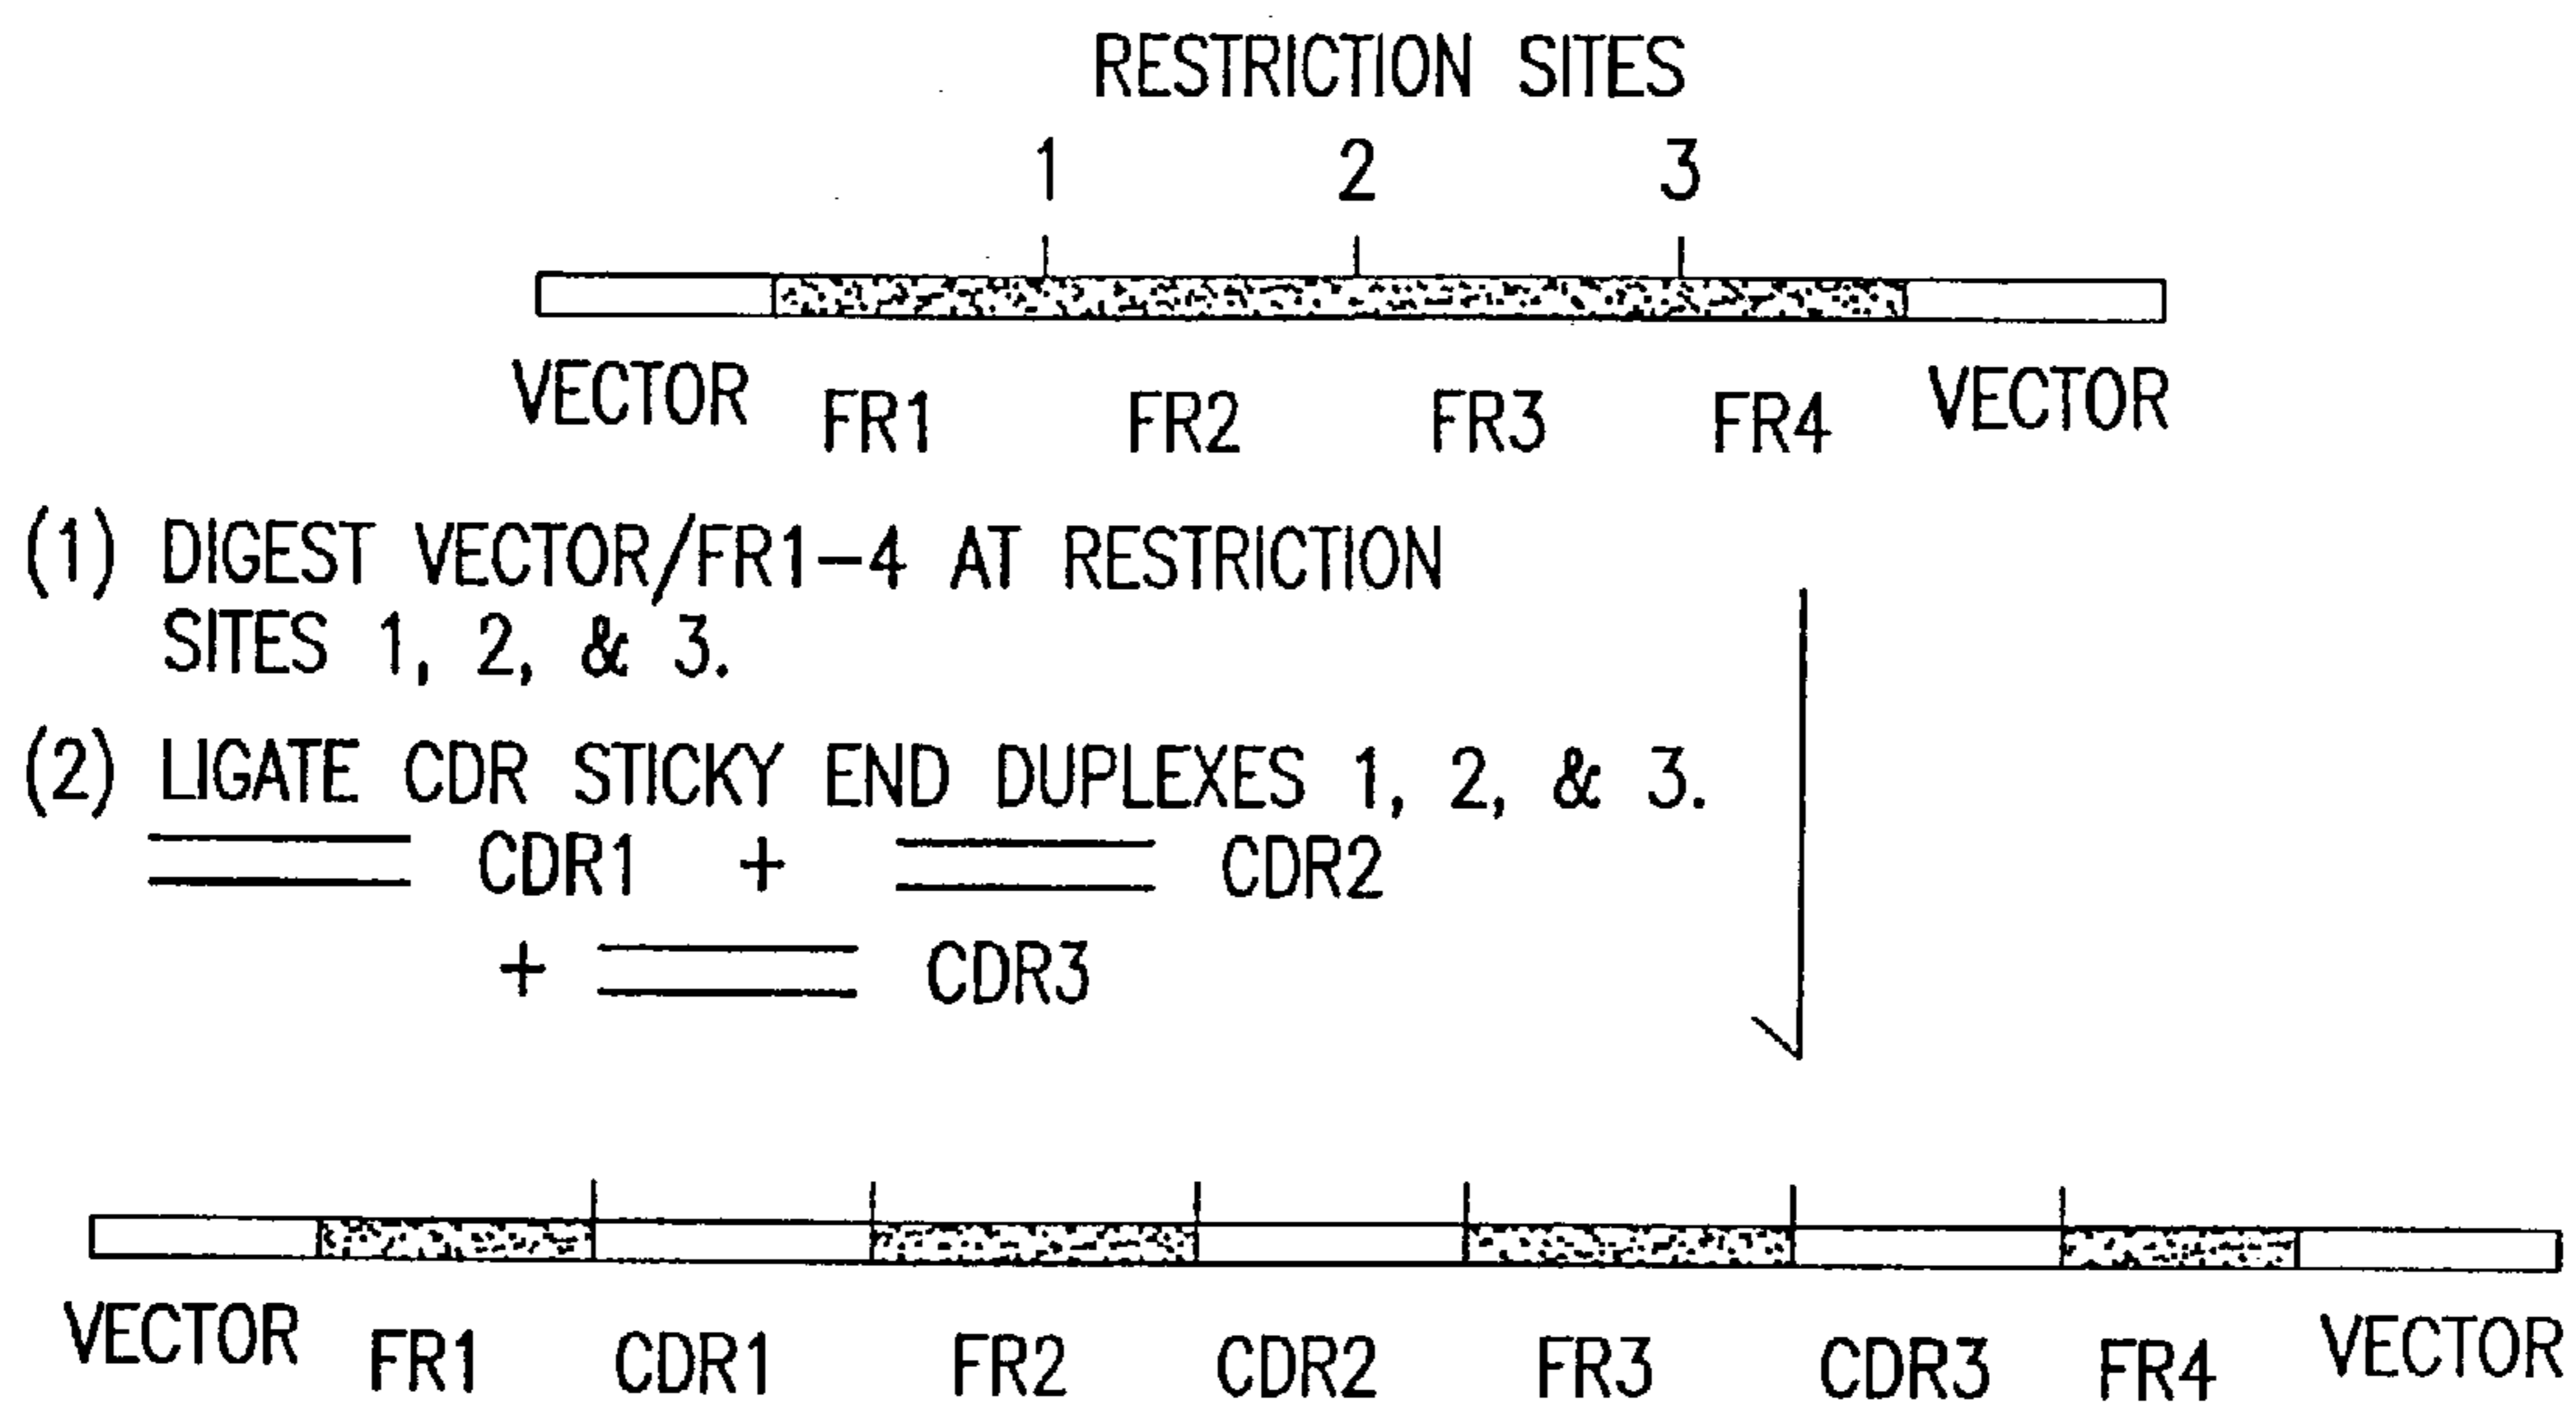 RESTRICTION SITES
1 2 3
VECTOR FR1 FR2 FR3 FR4 VECTOR
(1) DIGEST VECTOR/FR1-4 AT RESTRICTION
SITES 1, 2, & 3.
(2) LIGATE CDR STICKY END DUPLEXES 1, 2, & 3.
CDR1 + CDR2
+ CDR3
VECTOR FR1 CDR1 FR2 CDR2 FR3 CDR3 FR4 VECTOR